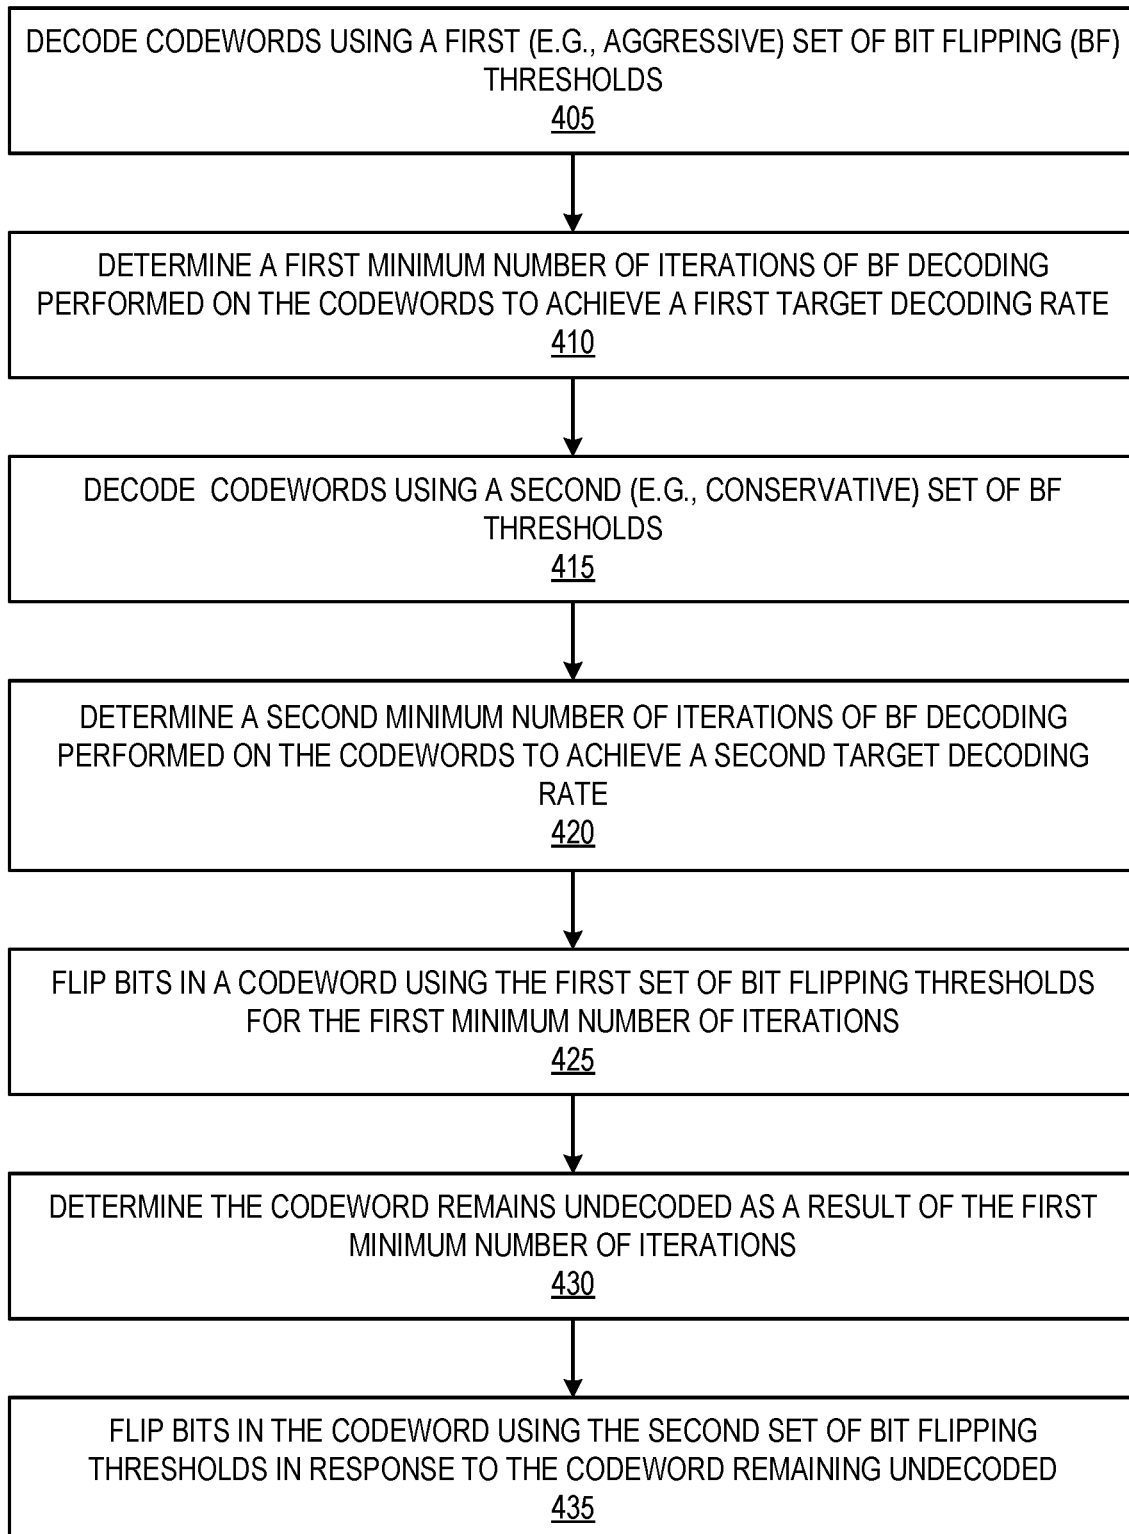 DECODE CODEWORDS USING A FIRST (E.G., AGGRESSIVE) SET OF BIT FLIPPING (BF)
THRESHOLDS
405
DETERMINE A FIRST MINIMUM NUMBER OF ITERATIONS OF BF DECODING
PERFORMED ON THE CODEWORDS TO ACHIEVE A FIRST TARGET DECODING RATE
410
DECODE CODEWORDS USING A SECOND (E.G., CONSERVATIVE) SET OF BF
THRESHOLDS
415
DETERMINE A SECOND MINIMUM NUMBER OF ITERATIONS OF BF DECODING
PERFORMED ON THE CODEWORDS TO ACHIEVE A SECOND TARGET DECODING
RATE
420
FLIP BITS IN A CODEWORD USING THE FIRST SET OF BIT FLIPPING THRESHOLDS
FOR THE FIRST MINIMUM NUMBER OF ITERATIONS
425
DETERMINE THE CODEWORD REMAINS UNDECODED AS A RESULT OF THE FIRST
MINIMUM NUMBER OF ITERATIONS
430
FLIP BITS IN THE CODEWORD USING THE SECOND SET OF BIT FLIPPING
THRESHOLDS IN RESPONSE TO THE CODEWORD REMAINING UNDECODED
435